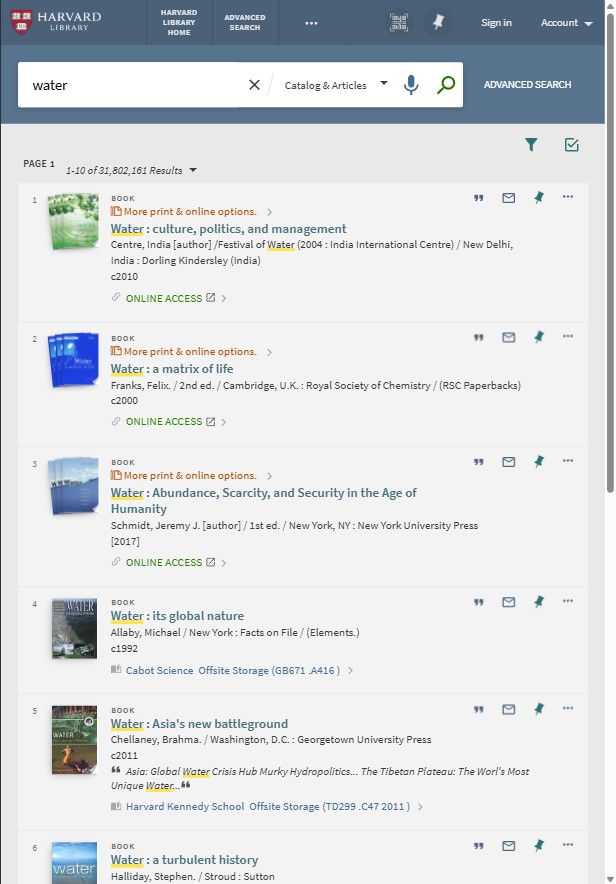 HARVARD
LIBRARY
HARVARD
LIBRARY
HOME
ADVANCED
SEARCH
Sign in
Account
water
Catalog & Articles
ADVANCED SEARCH
PAGE 1
1-10 of 31,802,161 Results
1
BOOK
More print & online options.
Water : culture, politics, and management
Centre, India [author] /Festival of Water (2004 : India International Centre) / New Delhi,
India : Dorling Kindersley (India)
c2010
ONLINE ACCESS
2
BOOK
More print & online options.
Water : a matrix of life
Franks, Felix. / 2nd ed. / Cambridge, U.K. : Royal Society of Chemistry / (RSC Paperbacks)
c2000
ONLINE ACCESS
3
BOOK
More print & online options.
Water : Abundance, Scarcity, and Security in the Age of
Humanity
Schmidt, Jeremy J. [author] / 1st ed. / New York, NY : New York University Press
[2017]
ONLINE ACCESS
4
WATER
BOOK
Water : its global nature
Allaby, Michael / New York : Facts on File / (Elements.)
c1992
Cabot Science Offsite Storage (GB671 .A416 )
5
WATER
BOOK
Water : Asia's new battleground
Chellaney, Brahma. / Washington, D.C. : Georgetown University Press
c2011
❝ Asia: Global Water Crisis Hub Murky Hydropolitics... The Tibetan Plateau: The Worl's Most
Unique Water...❝
Harvard Kennedy School Offsite Storage (TD299 .C47 2011 )
6
water
BOOK
Water : a turbulent history
Halliday, Stephen. / Stroud : Sutton